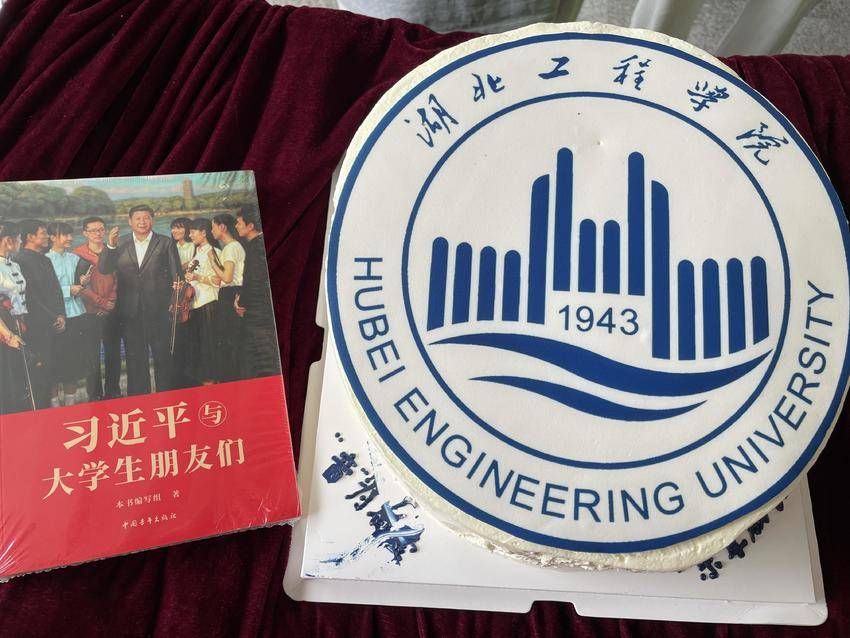 习近平与
大学生朋友们
本书编写组 著
中国青年出版社
湖北工程学院
1943
HUBEI ENGINEERING UNIVERSITY